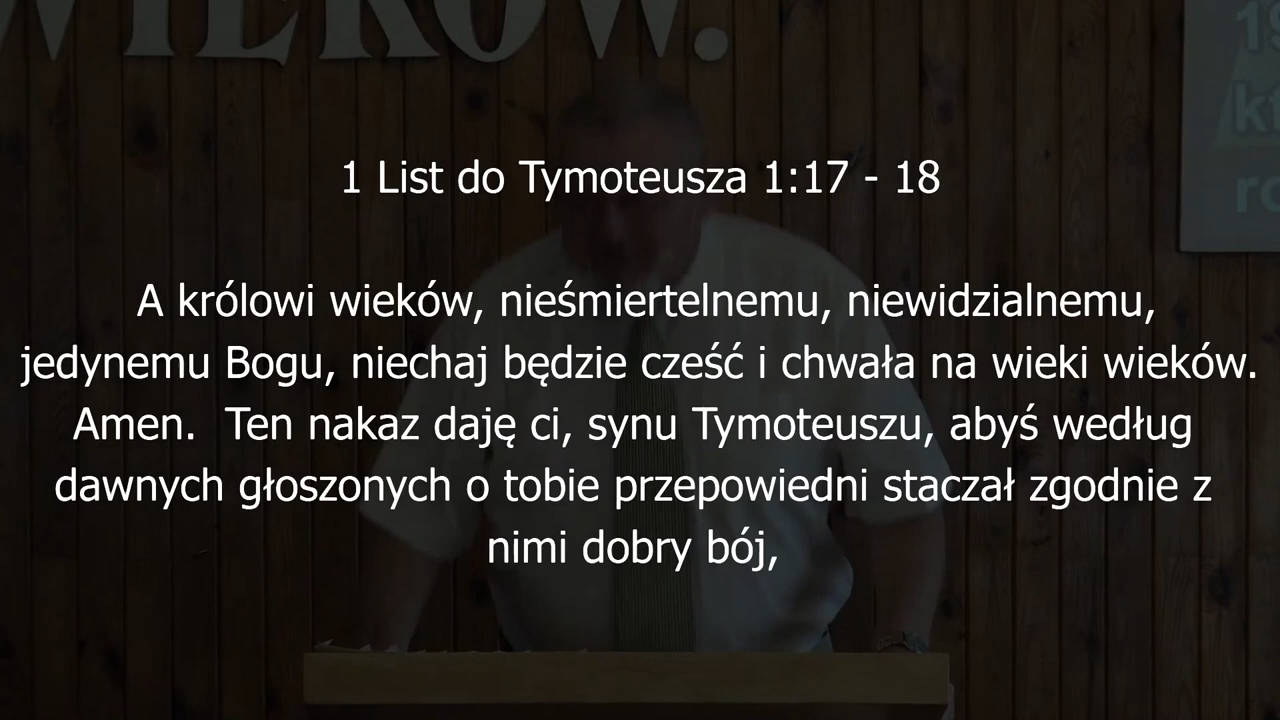 WIEKÓW.
1 List do Tymoteusza 1:17 - 18
A królowi wieków, nieśmiertelnemu, niewidzialnemu,
jedynemu Bogu, niechaj będzie cześć i chwała na wieki wieków.
Amen.  Ten nakaz daję ci, synu Tymoteuszu, abyś według
dawnych głoszonych o tobie przepowiedni staczał zgodnie z
nimi dobry bój,